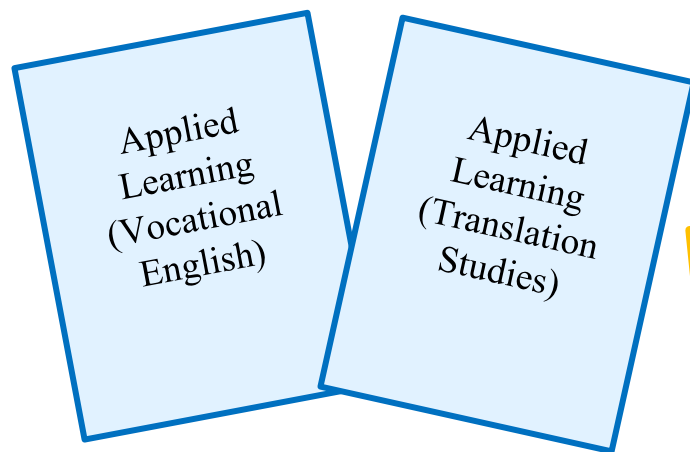 Applied
Learning
(Vocational
English)
Applied
Learning
(Translation
Studies)